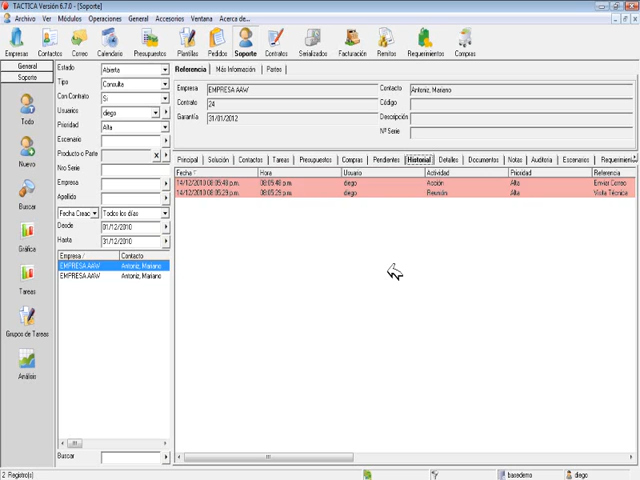 TACTICA Versión 6.7.0 - [Soporte]
Archivo Ver Módulos Operaciones General Accesorios Ventana Acerca de...
Empresas Contactos Correo Calendario Presupuestos Plantillas Pedidos Soporte Contratos Serializados Facturación Remitos Requerimientos Compras
General
Soporte
Todo
Nuevo
Buscar
Gráfica
Tareas
Grupo de Tareas
Análisis
Estado Abierta
Tipo Consulta
Con Contrato Si
Usuarios diego
Prioridad Alta
Escenario
Producto o Parte X
Nro Serie
Empresa
Apellido
Fecha Creac Todos los días
Desde 01/12/2010
Hasta 31/12/2010
Empresa / Contacto
EMPRESA AAW Antoniz, Mariano
EMPRESA AAW Antoniz, Mariano
Buscar
Referencia Más Información Partes
Empresa EMPRESA AAW Contacto Antoniz, Mariano
Contrato 24 Código
Garantía 31/01/2012 Descripción
Nº Serie
Principal Solución Contactos Tareas Presupuestos Compras Pendientes Historial Detalles Documentos Notas Auditoria Escenarios Requerimient
Fecha Hora Usuario Actividad Prioridad Referencia
14/12/2010 08:05:48 p.m. 08:05:48 p.m. diego Acción Alta Enviar Correo
14/12/2010 08:05:29 p.m. 08:05:29 p.m. diego Reunión Alta Visita Técnica
2 Registro(s) basedemo diego